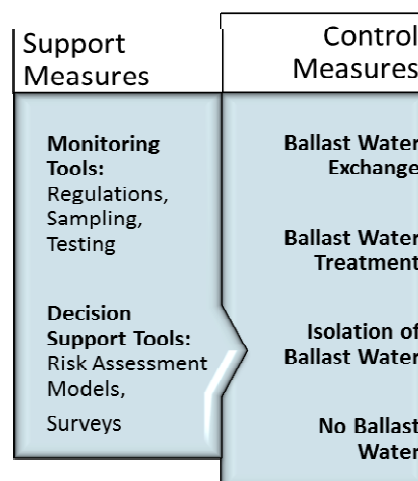 Support
Measures
Monitoring
Tools:
Regulations,
Sampling,
Testing
Decision
Support Tools:
Risk Assessment
Models,
Surveys
Control
Measures
Ballast Water
Exchange
Ballast Water
Treatment
Isolation of
Ballast Water
No Ballast
Water